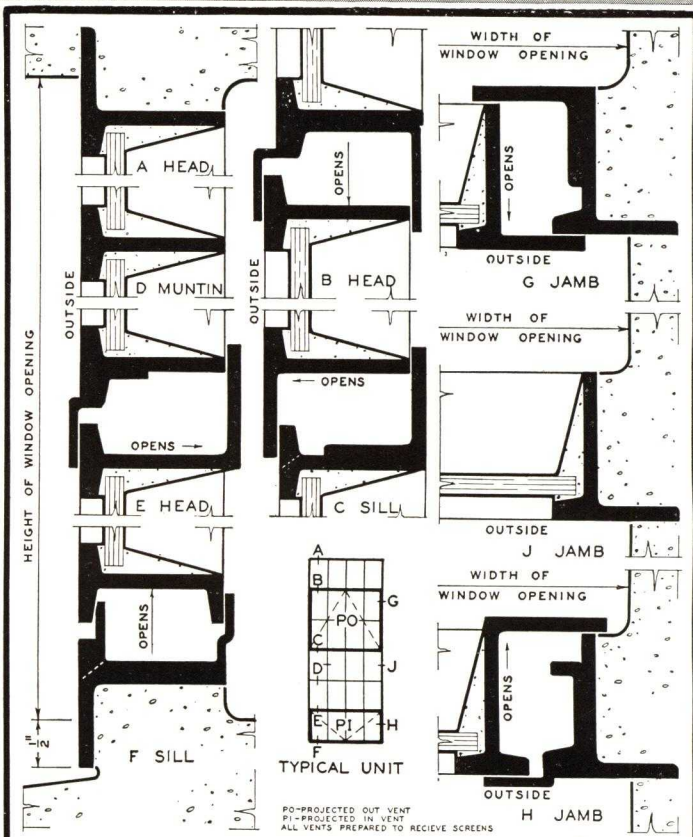 HEIGHT OF WINDOW OPENING
1"
2
OUTSIDE
A HEAD
D MUNTIN
OPENS →
E HEAD
OPENS
F SILL
OUTSIDE
OPENS
B HEAD
← OPENS
C SILL
WIDTH OF
WINDOW OPENING
OPENS
OUTSIDE
G JAMB
WIDTH OF
WINDOW OPENING
OUTSIDE
J JAMB
WIDTH OF
WINDOW OPENING
OPENS
OUTSIDE
H JAMB
A
B
G
PO
C
D
J
E
PI
H
F
TYPICAL UNIT
PO-PROJECTED OUT VENT
PI-PROJECTED IN VENT
ALL VENTS PREPARED TO RECIEVE SCREENS